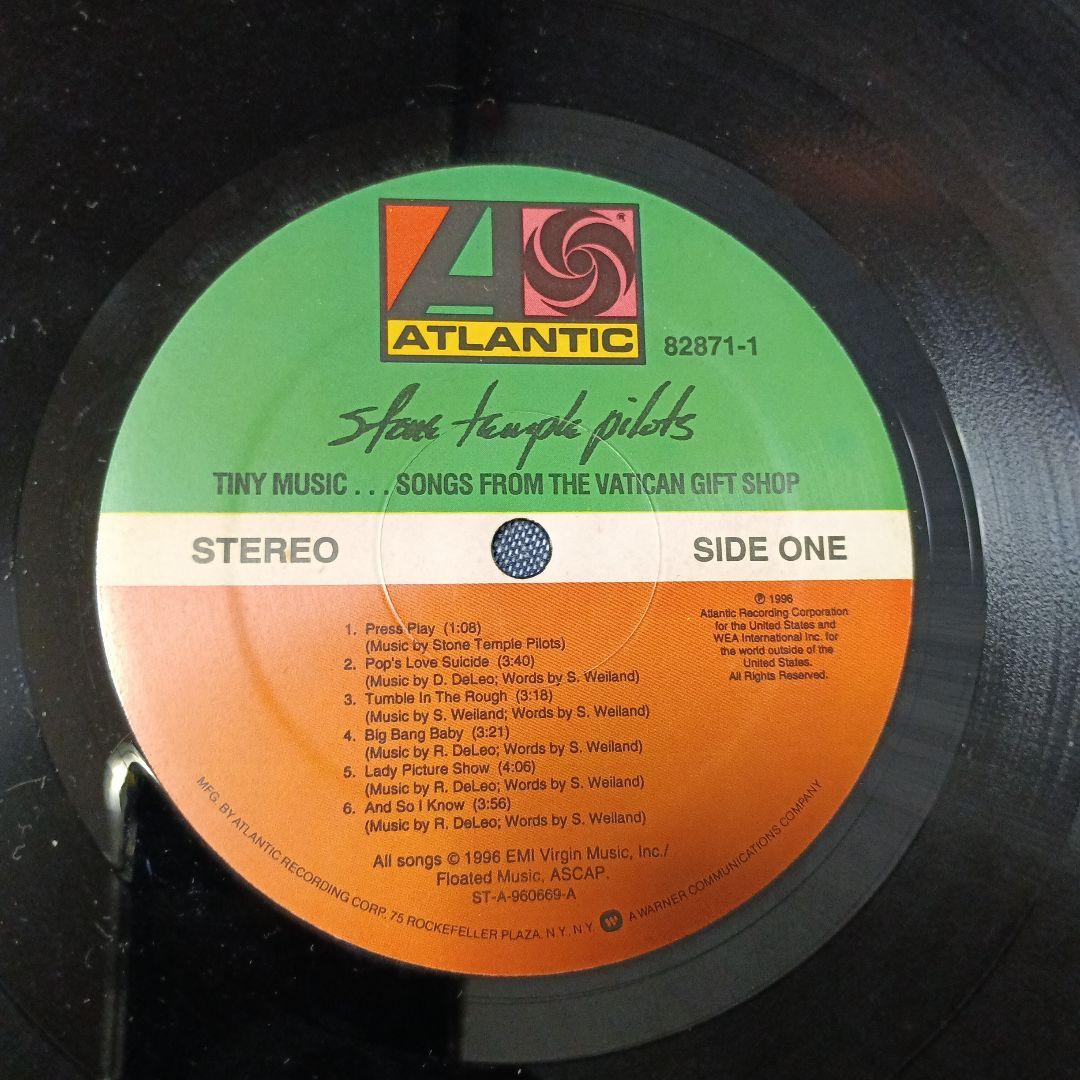 A
®
ATLANTIC
82871-1
stone temple pilots
TINY MUSIC . . . SONGS FROM THE VATICAN GIFT SHOP
STEREO
SIDE ONE
℗ 1996
Atlantic Recording Corporation
for the United States and
WEA International Inc. for
the world outside of the
United States.
All Rights Reserved.
1. Press Play (1:08)
(Music by Stone Temple Pilots)
2. Pop's Love Suicide (3:40)
(Music by D. DeLeo; Words by S. Weiland)
3. Tumble In The Rough (3:18)
(Music by S. Weiland; Words by S. Weiland)
4. Big Bang Baby (3:21)
(Music by R. DeLeo; Words by S. Weiland)
5. Lady Picture Show (4:06)
(Music by R. DeLeo; Words by S. Weiland)
6. And So I Know (3:56)
(Music by R. DeLeo; Words by S. Weiland)
All songs © 1996 EMI Virgin Music, Inc./
Floated Music, ASCAP.
ST-A-960669-A
MFG. BY ATLANTIC RECORDING CORP. 75 ROCKEFELLER PLAZA, N.Y., N.Y. A WARNER COMMUNICATIONS COMPANY